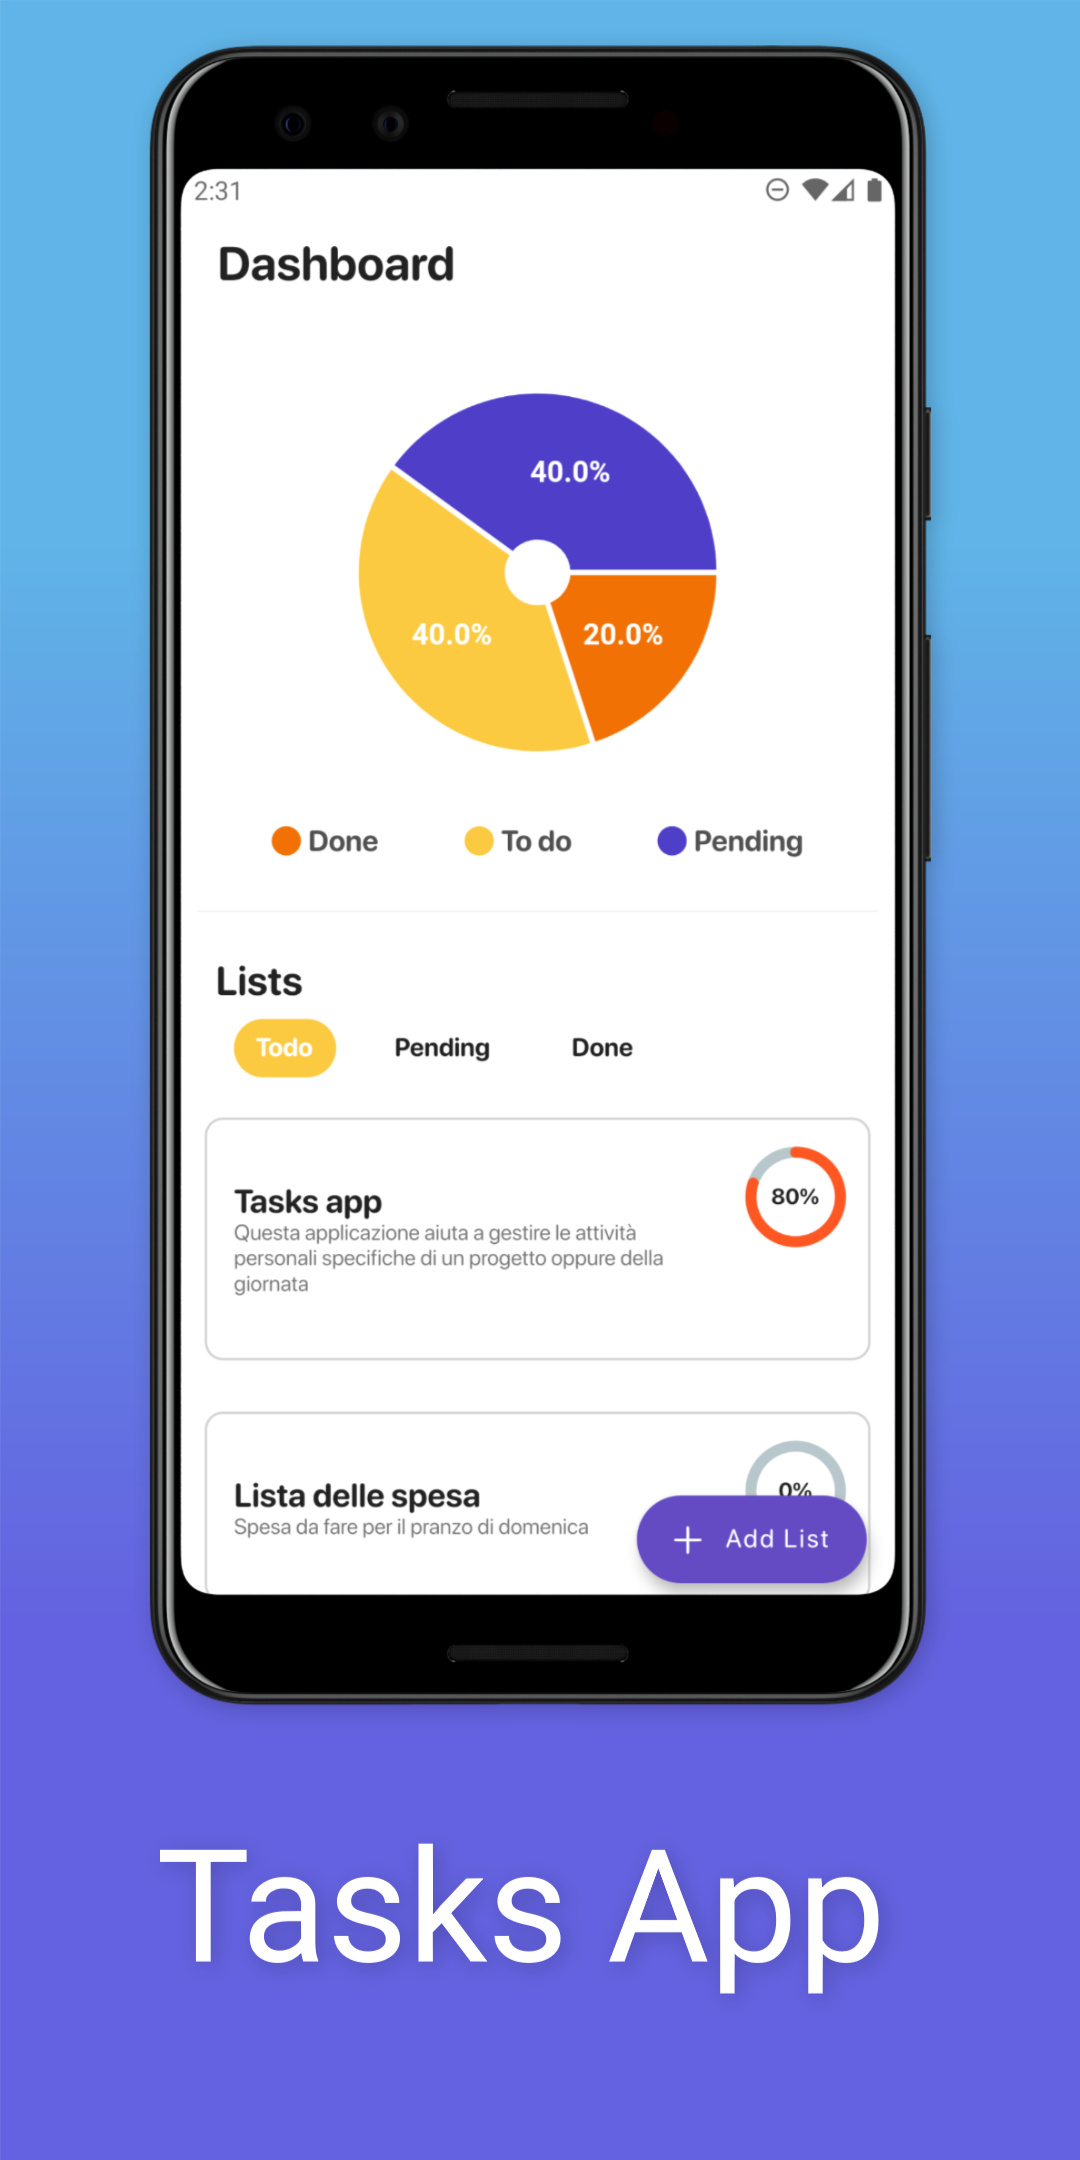 2:31
Dashboard
40.0%
40.0%
20.0%
Done
To do
Pending
Lists
Todo
Pending
Done
80%
Tasks app
Questa applicazione aiuta a gestire le attività
personali specifiche di un progetto oppure della
giornata
0%
Lista delle spesa
Spesa da fare per il pranzo di domenica
Add List
Tasks App